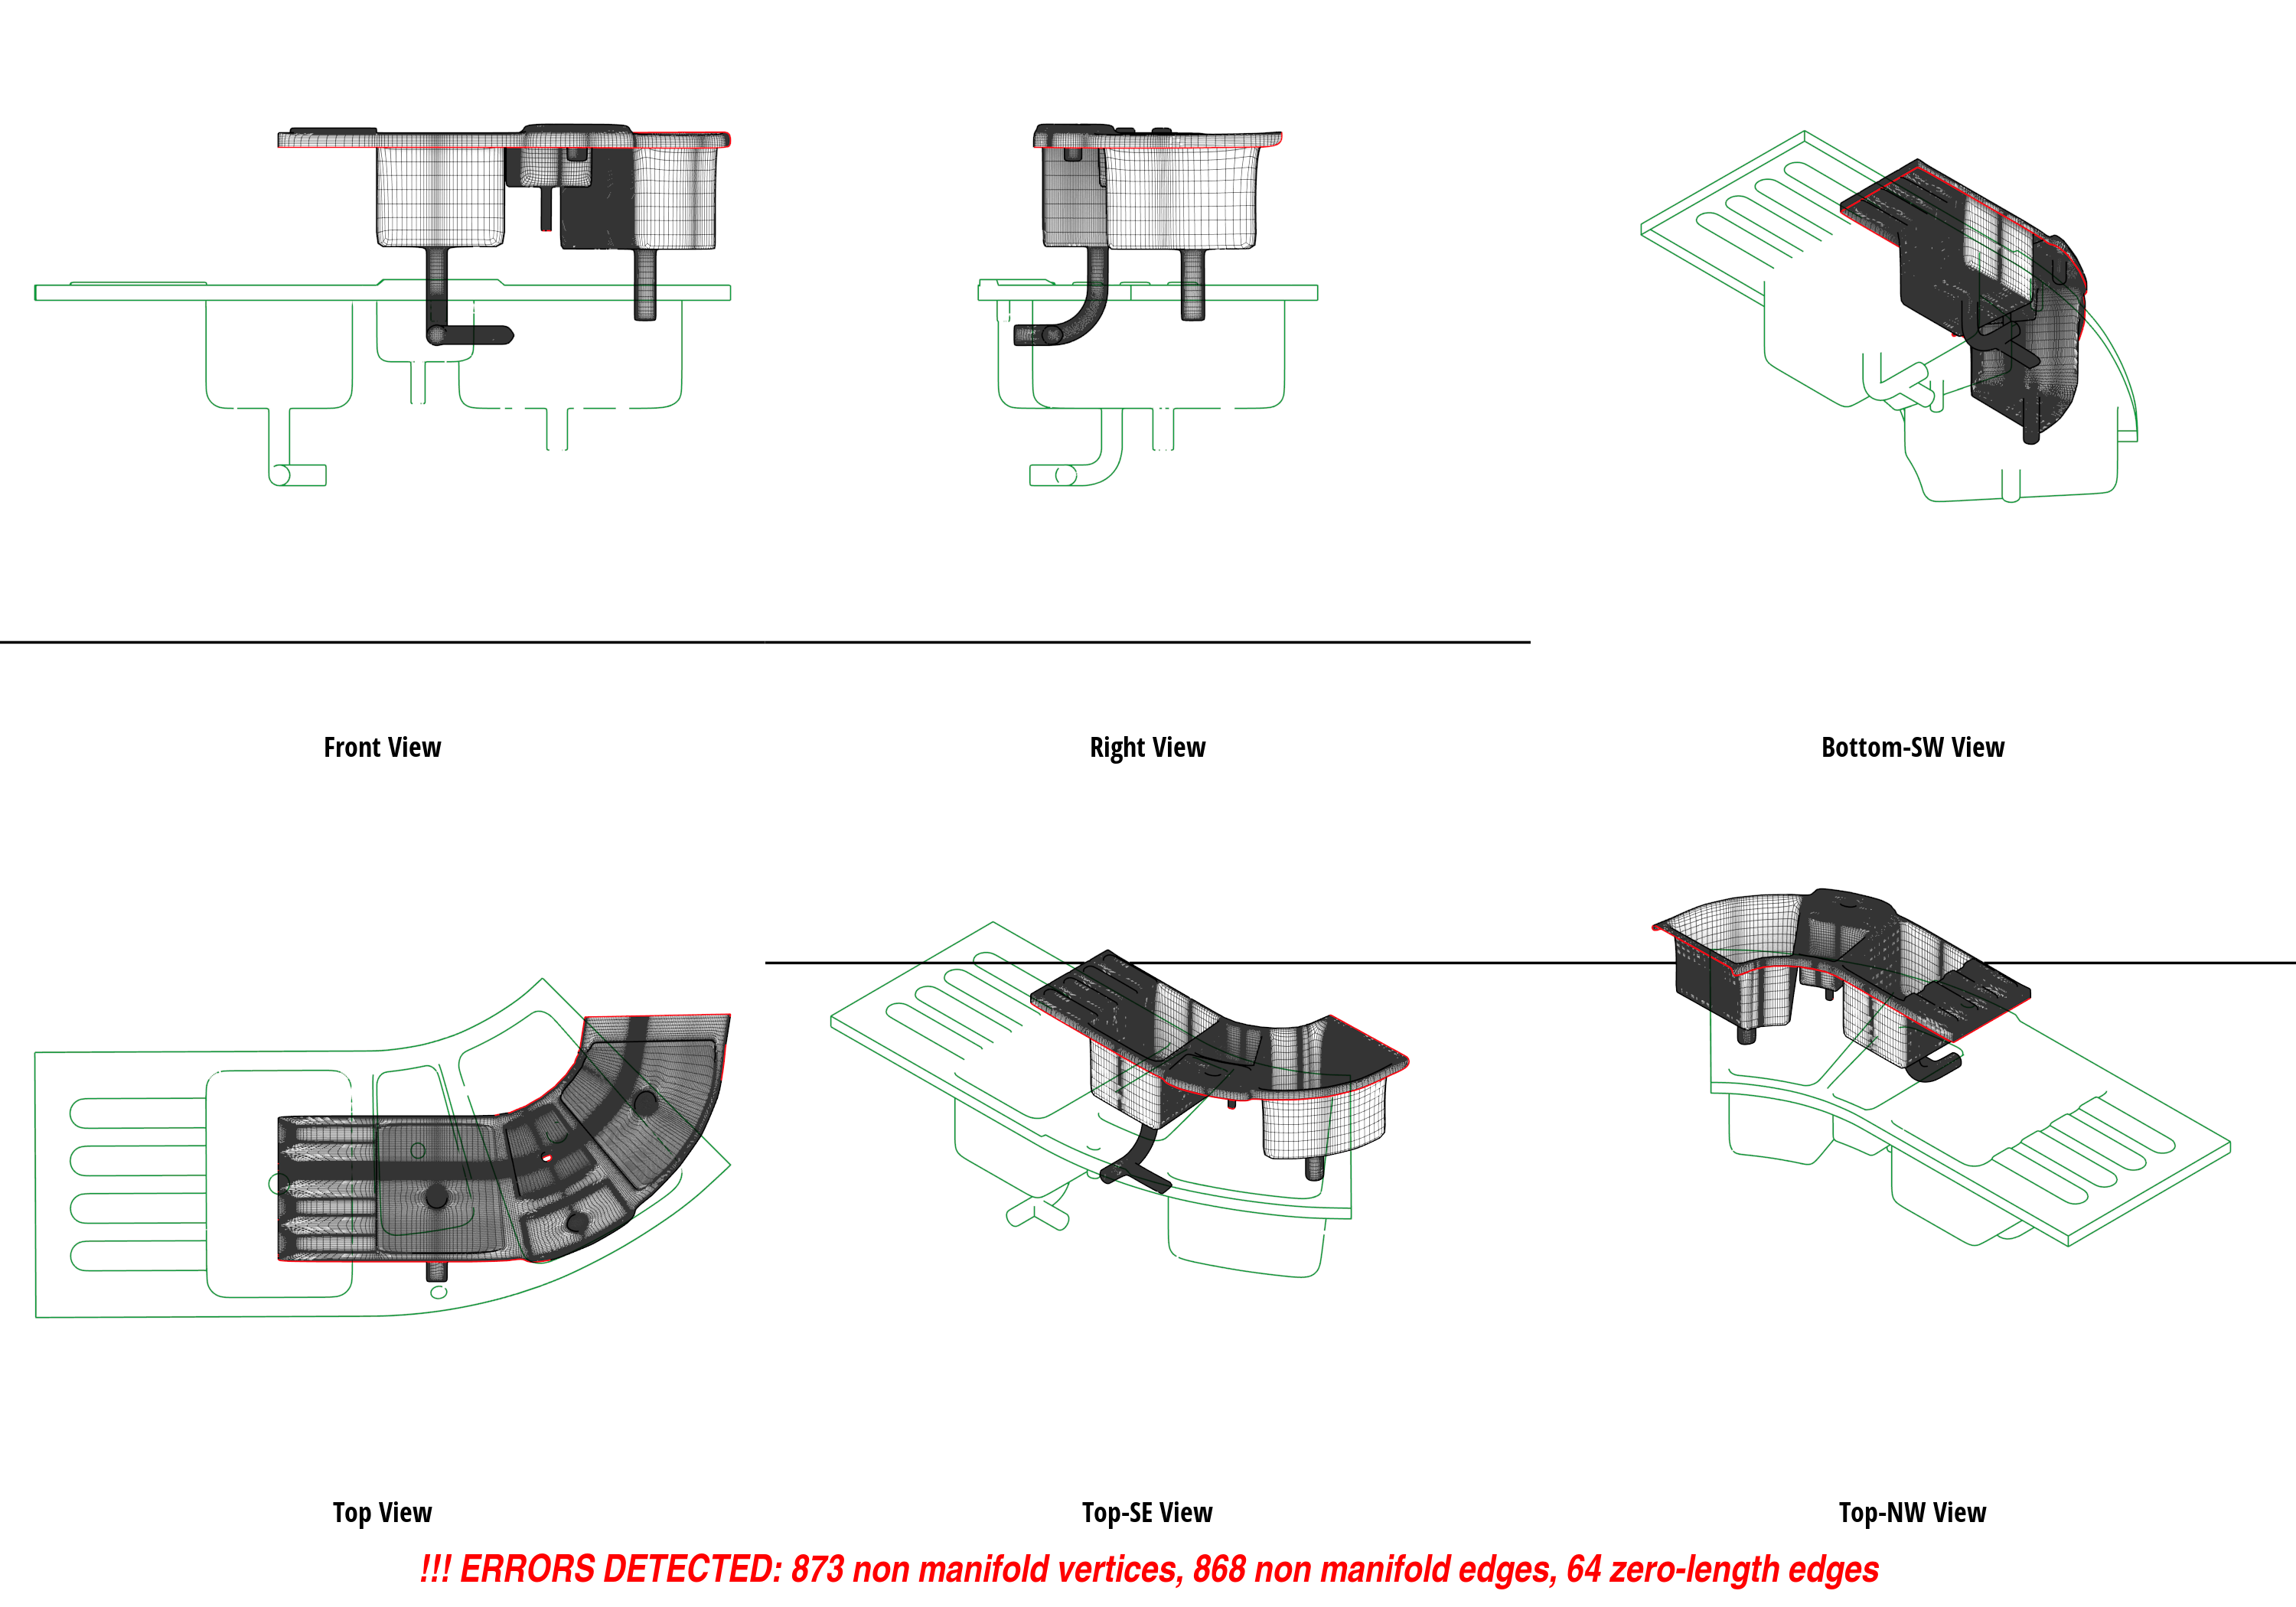 Front View
Right View
Bottom-SW View
Top View
Top-SE View
Top-NW View
!!! ERRORS DETECTED: 873 non manifold vertices, 868 non manifold edges, 64 zero-length edges